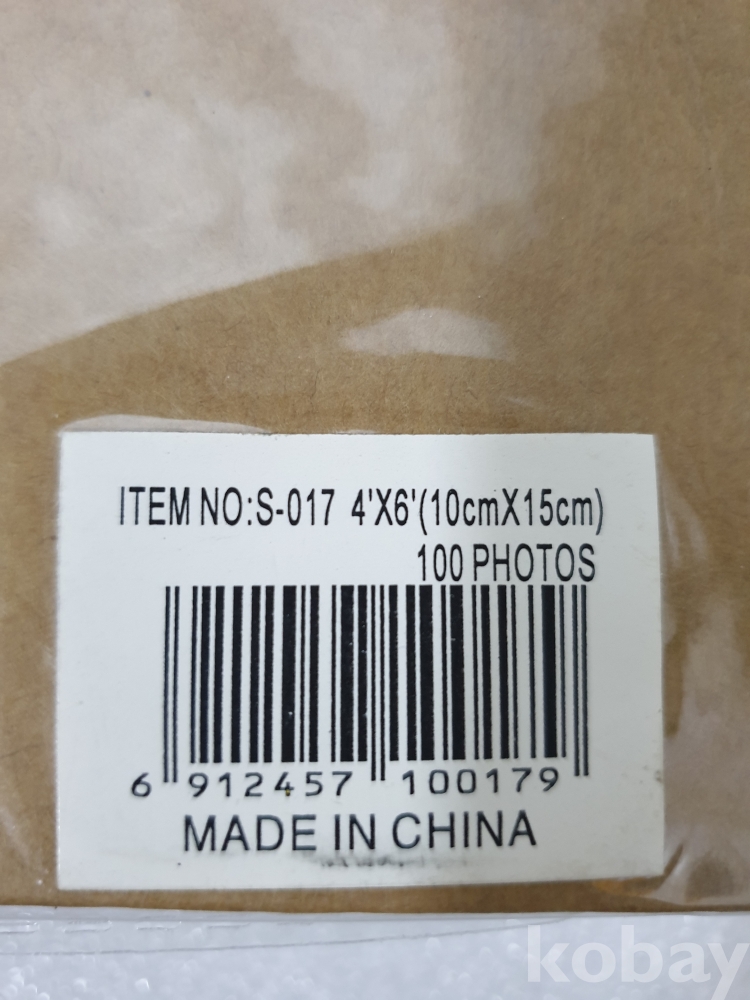 ITEM NO:S-017 4'X6'(10cmX15cm)
100 PHOTOS
6 912457 100179
MADE IN CHINA
kobay